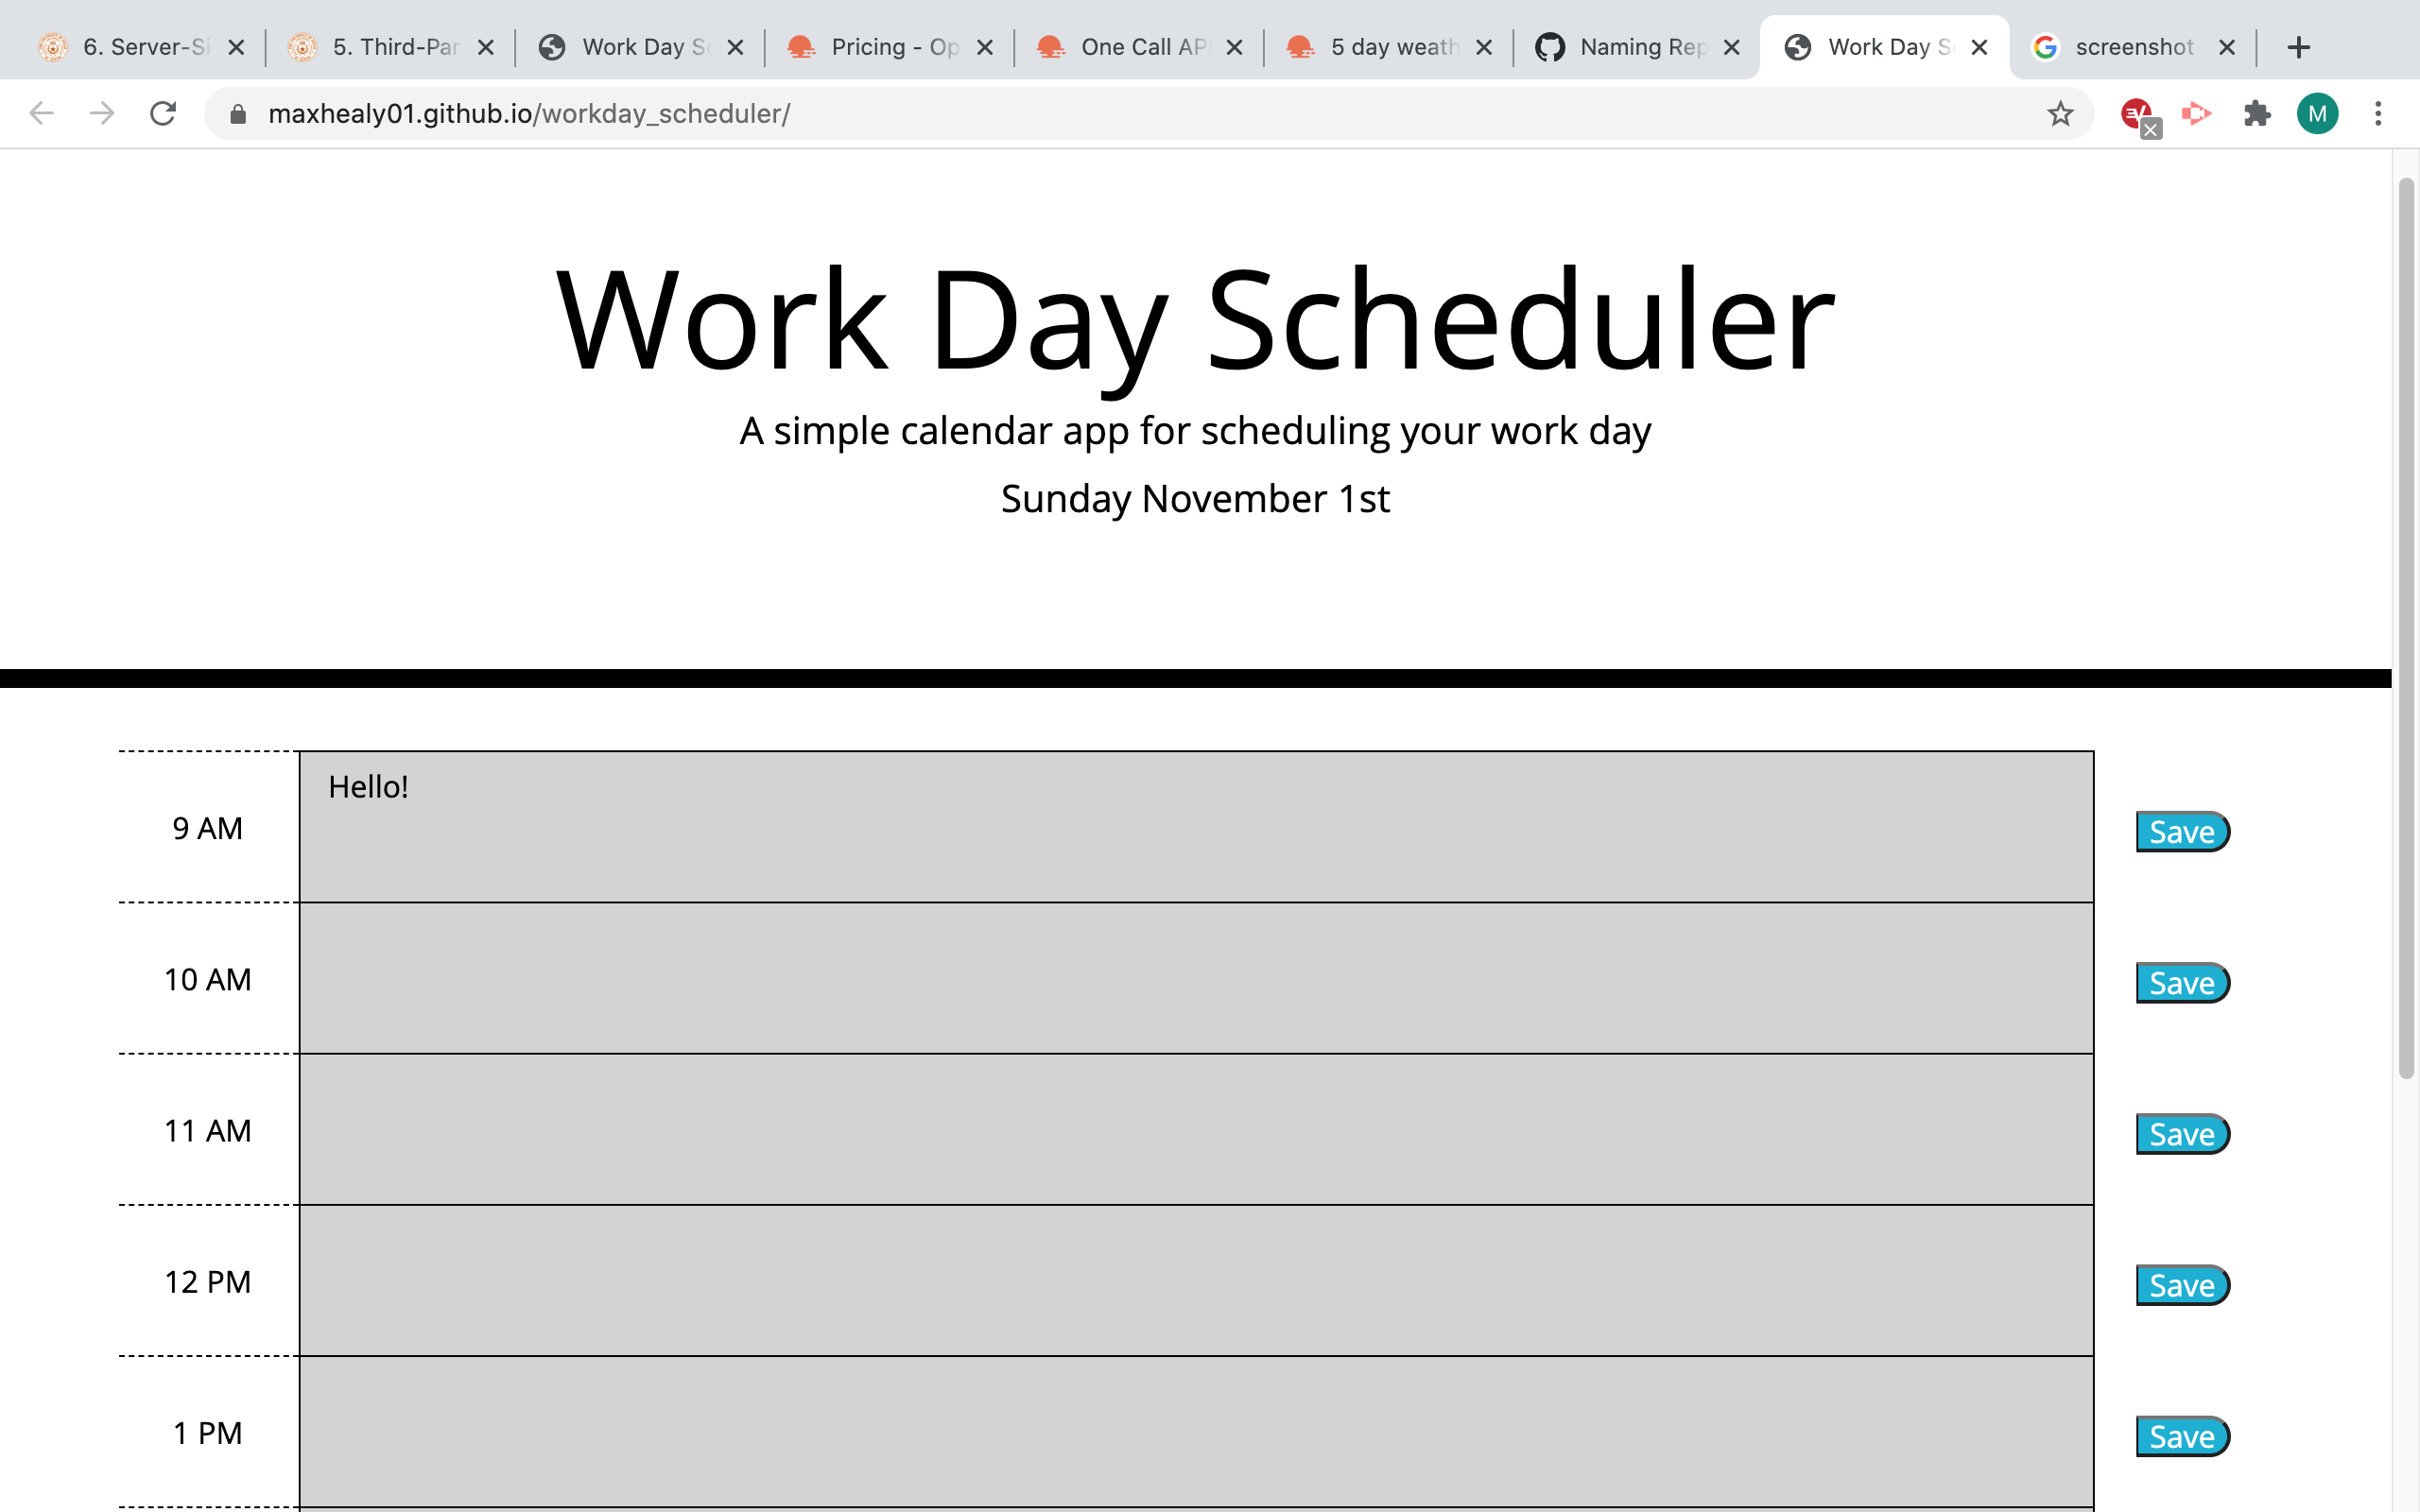 6. Server-Si
5. Third-Par
Work Day Sc
Pricing - Op
One Call AP
5 day weath
Naming Rep
Work Day S
screenshot
maxhealy01.github.io/workday_scheduler/
M
Work Day Scheduler
A simple calendar app for scheduling your work day
Sunday November 1st
9 AM
Hello!
Save
10 AM
Save
11 AM
Save
12 PM
Save
1 PM
Save